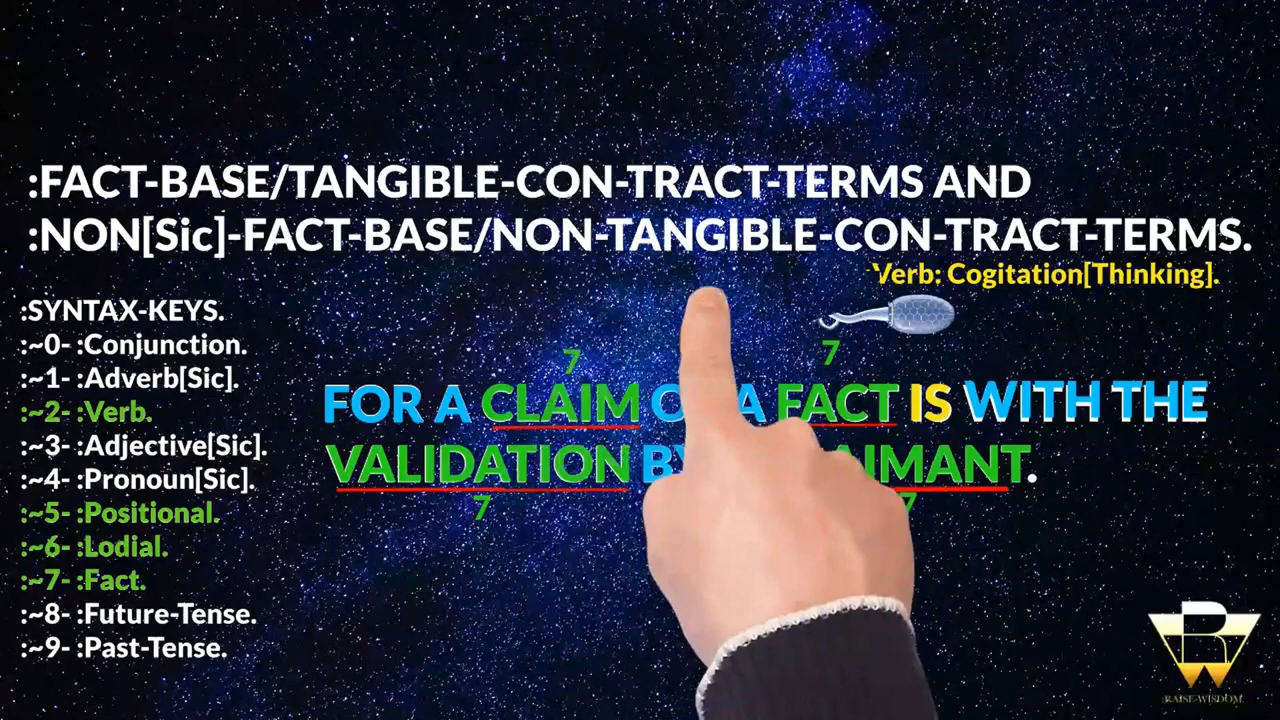 :FACT-BASE/TANGIBLE-CON-TRACT-TERMS AND
:NON[Sic]-FACT-BASE/NON-TANGIBLE-CON-TRACT-TERMS.
Verb: Cogitation[Thinking].
:SYNTAX-KEYS.
:~0- :Conjunction.
:~1- :Adverb[Sic].
:~2- :Verb.
:~3- :Adjective[Sic].
:~4- :Pronoun[Sic].
:~5- :Positional.
:~6- :Lodial.
:~7- :Fact.
:~8- :Future-Tense.
:~9- :Past-Tense.
7 7
FOR A CLAIM A FACT IS WITH THE
VALIDATION
7 7
RW
:RAISE-WISDOM.